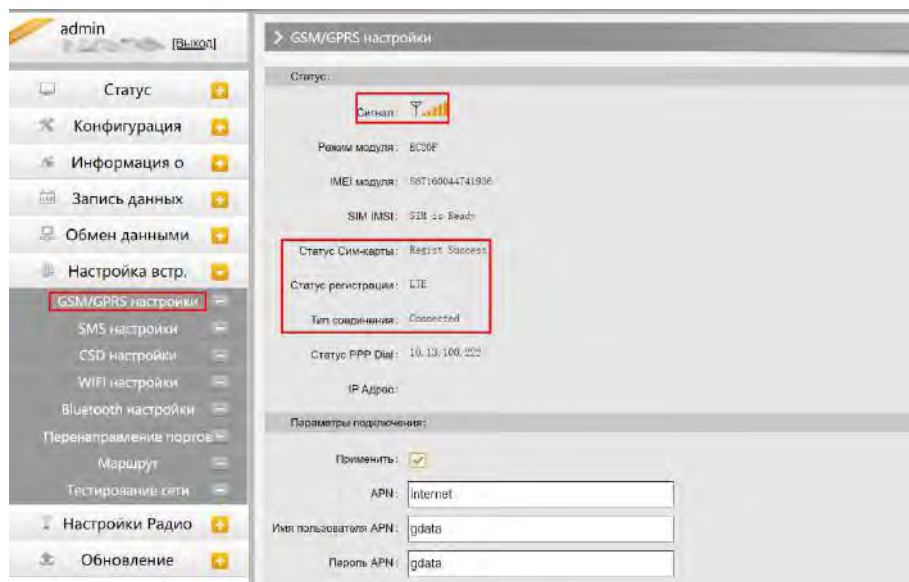 admin
[Выход]
Статус
Конфигурация
Информация о
Запись данных
Обмен данными
Настройка встр.
GSM/GPRS настройки
SMS настройки
CSD настройки
WIFI настройки
Bluetooth настройки
Перенаправление портов
Маршрут
Тестирование сети
Настройки Радио
Обновление
GSM/GPRS настройки
Статус:
Сигнал:
Режим модуля: EC20F
IMEI модуля: 867160044741936
SIM IMSI: SIM is Ready
Статус Сим-карты: Regist Success
Статус регистрации: LTE
Тип соединения: Connected
Статус PPP Dial: 10.13.100.222
IP Адрес:
Параметры подключения:
Применить:
APN: internet
Имя пользователя APN: gdata
Пароль APN: gdata